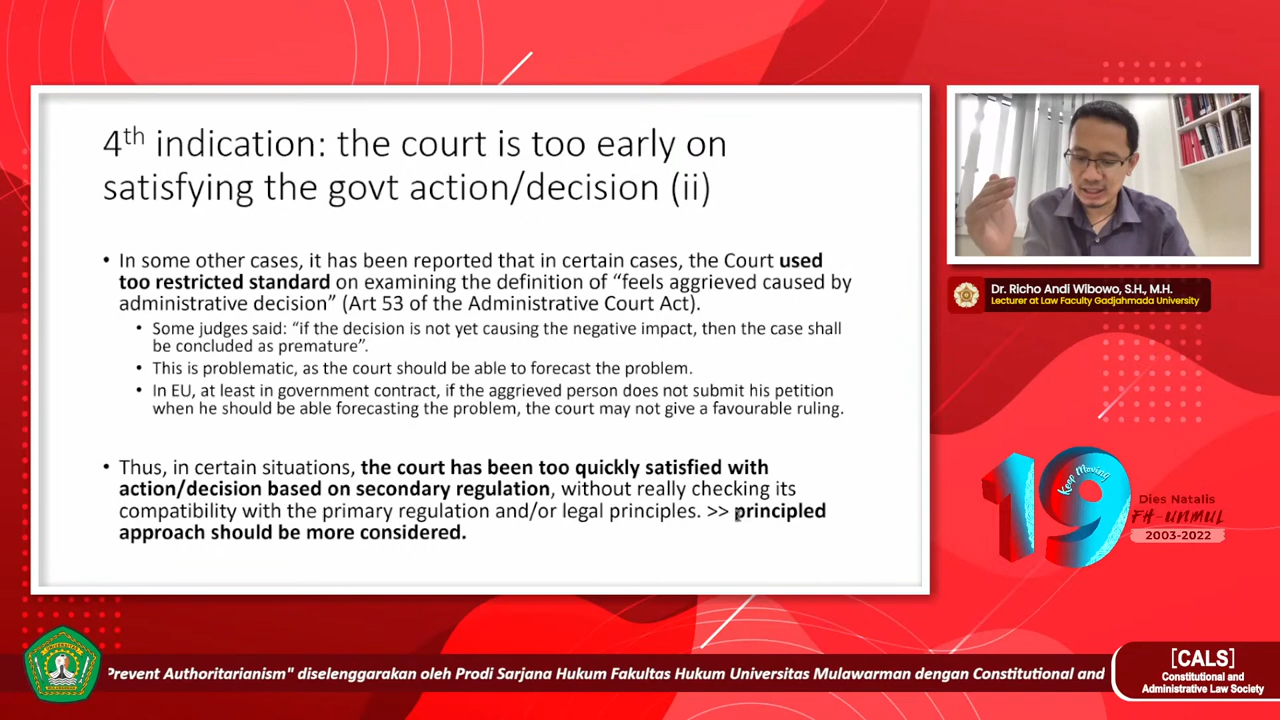 4th indication: the court is too early on
satisfying the govt action/decision (ii)
• In some other cases, it has been reported that in certain cases, the Court used
too restricted standard on examining the definition of “feels aggrieved caused by
administrative decision” (Art 53 of the Administrative Court Act).
• Some judges said: “if the decision is not yet causing the negative impact, then the case shall
be concluded as premature”.
• This is problematic, as the court should be able to forecast the problem.
• In EU, at least in government contract, if the aggrieved person does not submit his petition
when he should be able forecasting the problem, the court may not give a favourable ruling.
• Thus, in certain situations, the court has been too quickly satisfied with
action/decision based on secondary regulation, without really checking its
compatibility with the primary regulation and/or legal principles. >> principled
approach should be more considered.
Dr. Richo Andi Wibowo, S.H., M.H.
Lecturer at Law Faculty Gadjahmada University
19
Keep Moving
Dies Natalis
FH-UNMUL
2003-2022
Prevent Authoritarianism" diselenggarakan oleh Prodi Sarjana Hukum Fakultas Hukum Universitas Mulawarman dengan Constitutional and
[CALS]
Constitutional and
Administrative Law Society